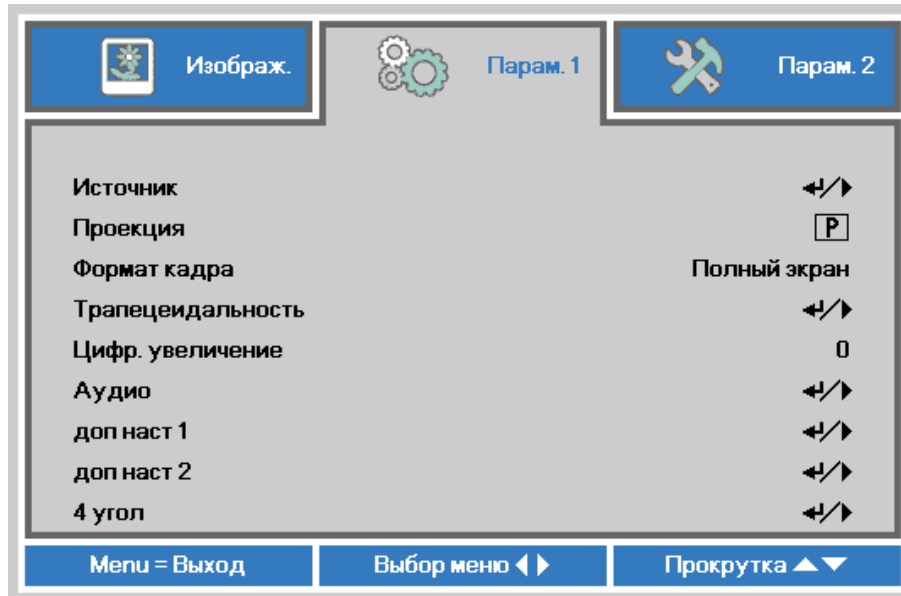 Изображ. Парам. 1 Парам. 2
Источник
Проекция P
Формат кадра Полный экран
Трапецеидальность
Цифр. увеличение 0
Аудио
доп наст 1
доп наст 2
4 угол
Menu = Выход Выбор меню Прокрутка